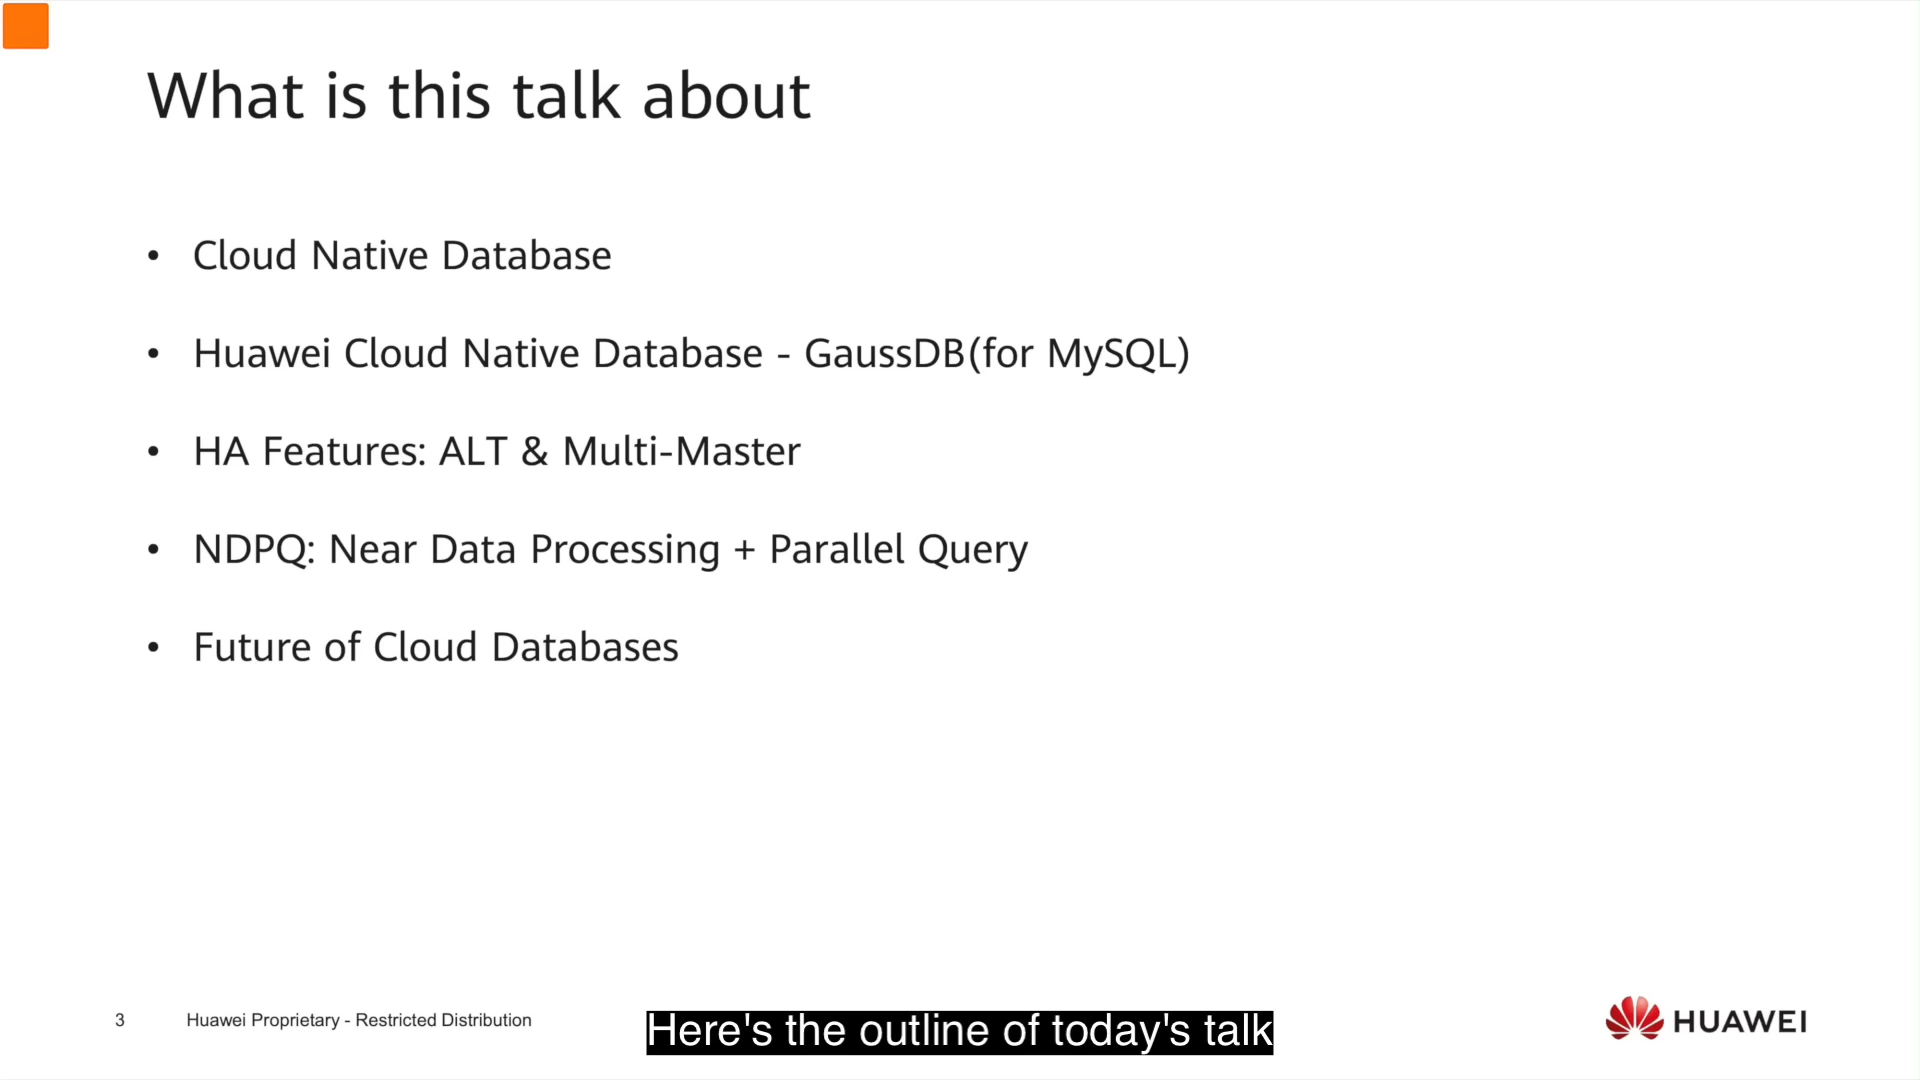 What is this talk about
• Cloud Native Database
• Huawei Cloud Native Database - GaussDB(for MySQL)
• HA Features: ALT & Multi-Master
• NDPQ: Near Data Processing + Parallel Query
• Future of Cloud Databases
3 Huawei Proprietary - Restricted Distribution
Here's the outline of today's talk
HUAWEI